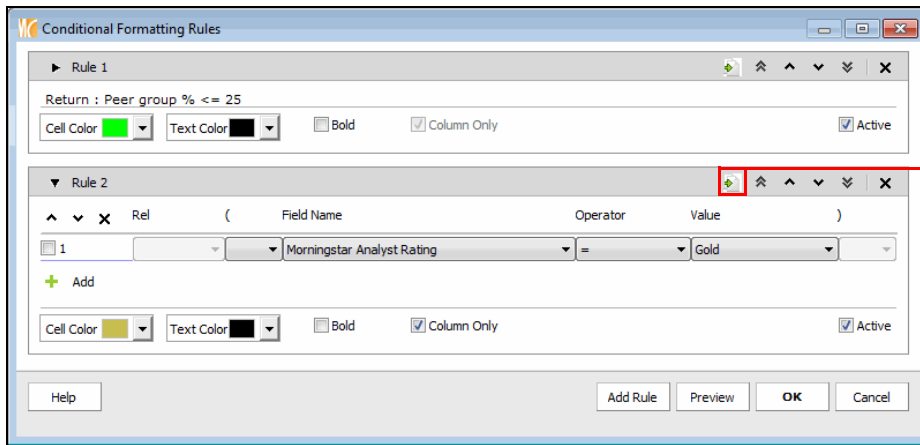 Conditional Formatting Rules
Rule 1
Return : Peer group % <= 25
Cell Color Text Color Bold Column Only Active
Rule 2
Rel ( Field Name Operator Value )
1 Morningstar Analyst Rating = Gold
Add
Cell Color Text Color Bold Column Only Active
Help Add Rule Preview OK Cancel